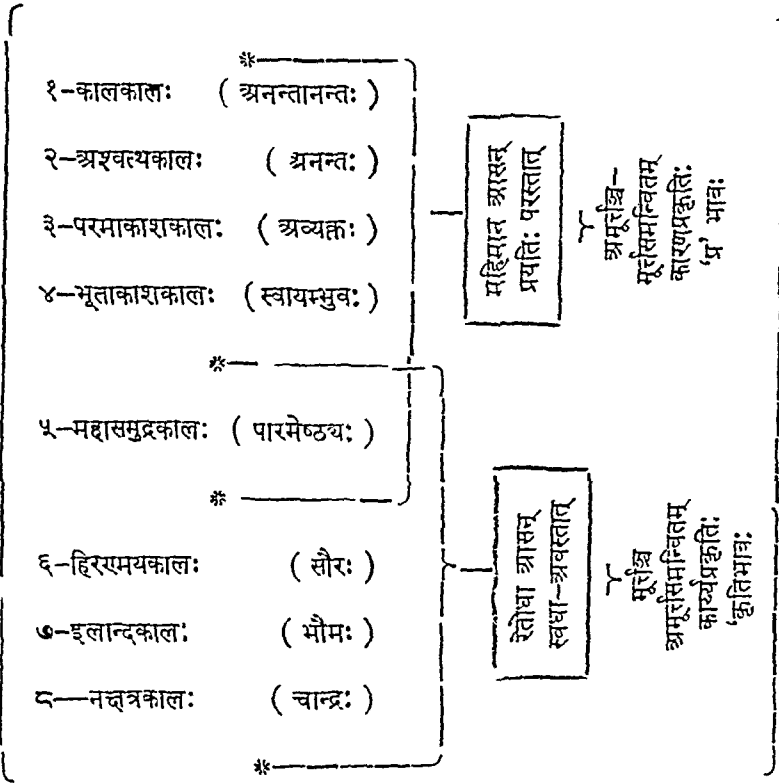 १-कालकालः ( अनन्तानन्तः )
२-अश्वत्थकालः ( अनन्तः )
३-परमाकाशकालः ( अव्यक्तः )
४-भूताकाशकालः (स्वायम्भुवः)
५-महासमुद्रकालः ( पारमेष्ठ्यः )
६-हिरण्मयकालः ( सौरः )
७-इलान्दकालः ( भौमः )
८-नक्षत्रकालः ( चान्द्रः )
महिमान आसन्
प्रयतिः परस्तात्
अमूर्त्तञ्च-
मूर्त्तसमन्वितम्
कारणप्रकृतिः
'प्र' भावः
रेतोधा आसन्
स्वधा-अवस्तात्
मूर्त्तञ्च
अमूर्त्तसमन्वितम्
कार्य्यप्रकृतिः
'कृतिभावः